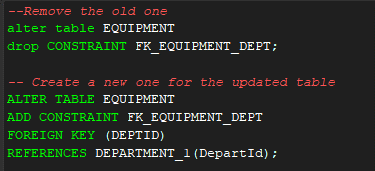 --Remove the old one
alter table EQUIPMENT
drop CONSTRAINT FK_EQUIPMENT_DEPT;
-- Create a new one for the updated table
ALTER TABLE EQUIPMENT
ADD CONSTRAINT FK_EQUIPMENT_DEPT
FOREIGN KEY (DEPTID)
REFERENCES DEPARTMENT_1(DepartId);